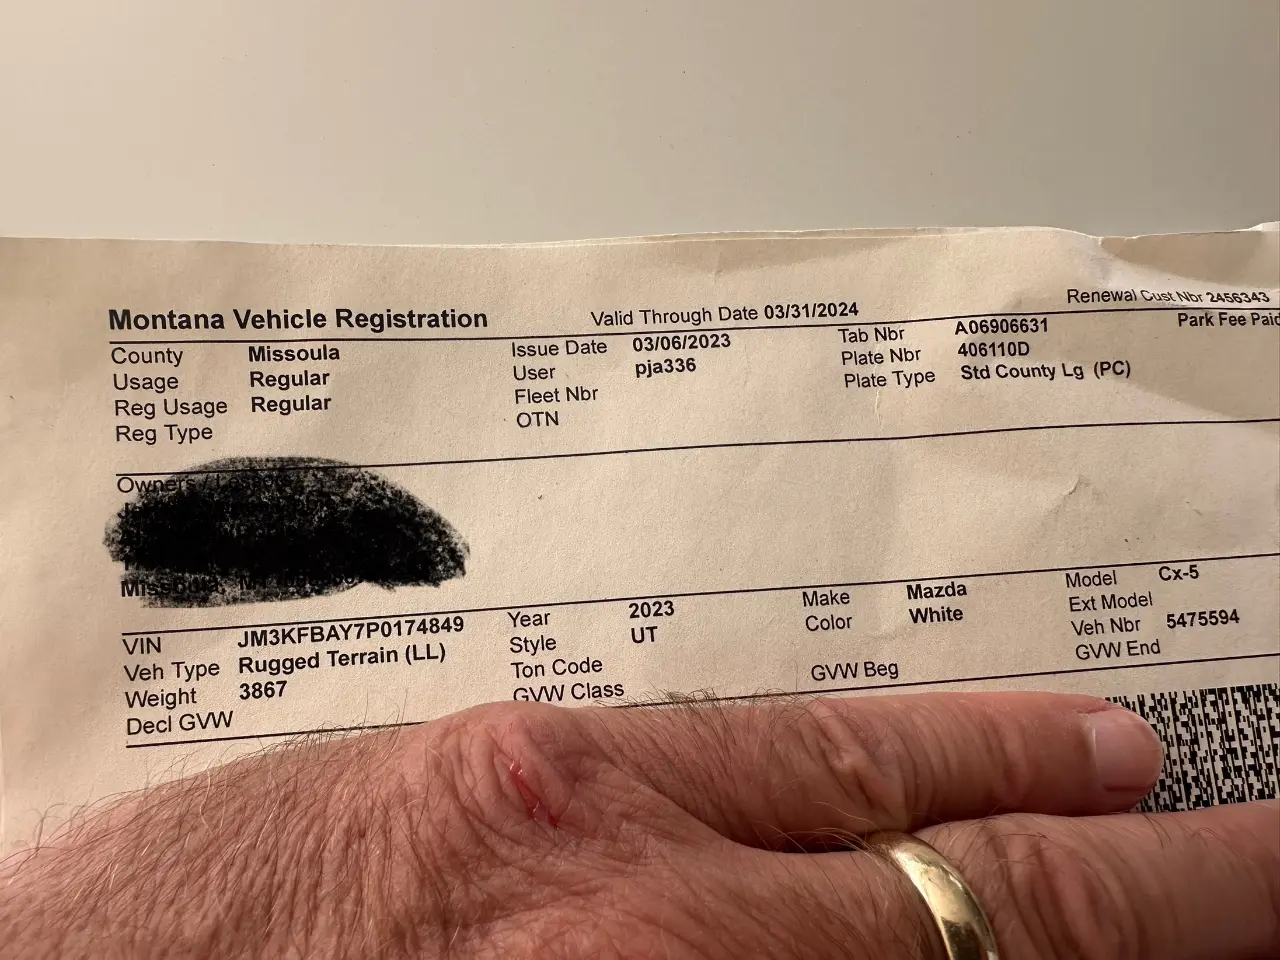 Renewal Cust Nbr 2456343
Montana Vehicle Registration Valid Through Date 03/31/2024
County Missoula Issue Date 03/06/2023 Tab Nbr A06906631 Park Fee Paid
Usage Regular User pja336 Plate Nbr 406110D
Reg Usage Regular Fleet Nbr Plate Type Std County Lg (PC)
Reg Type OTN
Owners /
Missoula,
VIN JM3KFBAY7P0174849 Year 2023 Make Mazda Model Cx-5
Veh Type Rugged Terrain (LL) Style UT Color White Ext Model
Weight 3867 Ton Code Veh Nbr 5475594
Decl GVW GVW Class GVW Beg GVW End